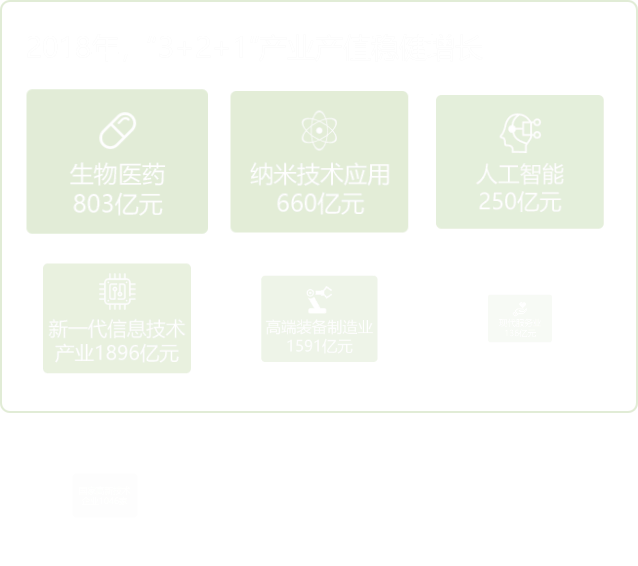 生物医药
803亿元
纳米技术应用
660亿元
人工智能
250亿元
新一代信息技术
产业1896亿元
高端装备制造业
1591亿元